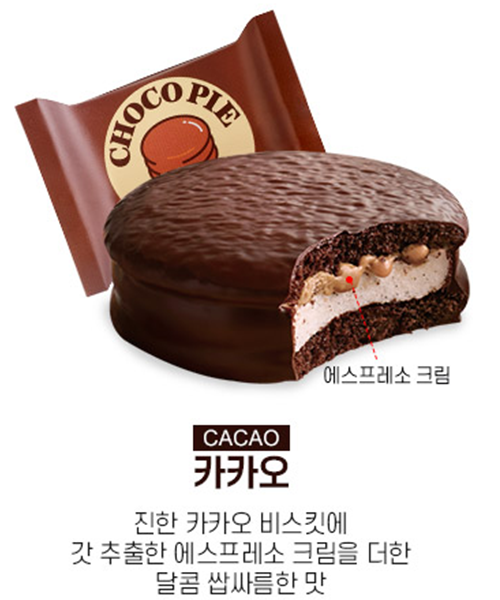 CHOCO PIE
에스프레소 크림
CACAO
카카오
진한 카카오 비스킷에
갓 추출한 에스프레소 크림을 더한
달콤 쌉싸름한 맛